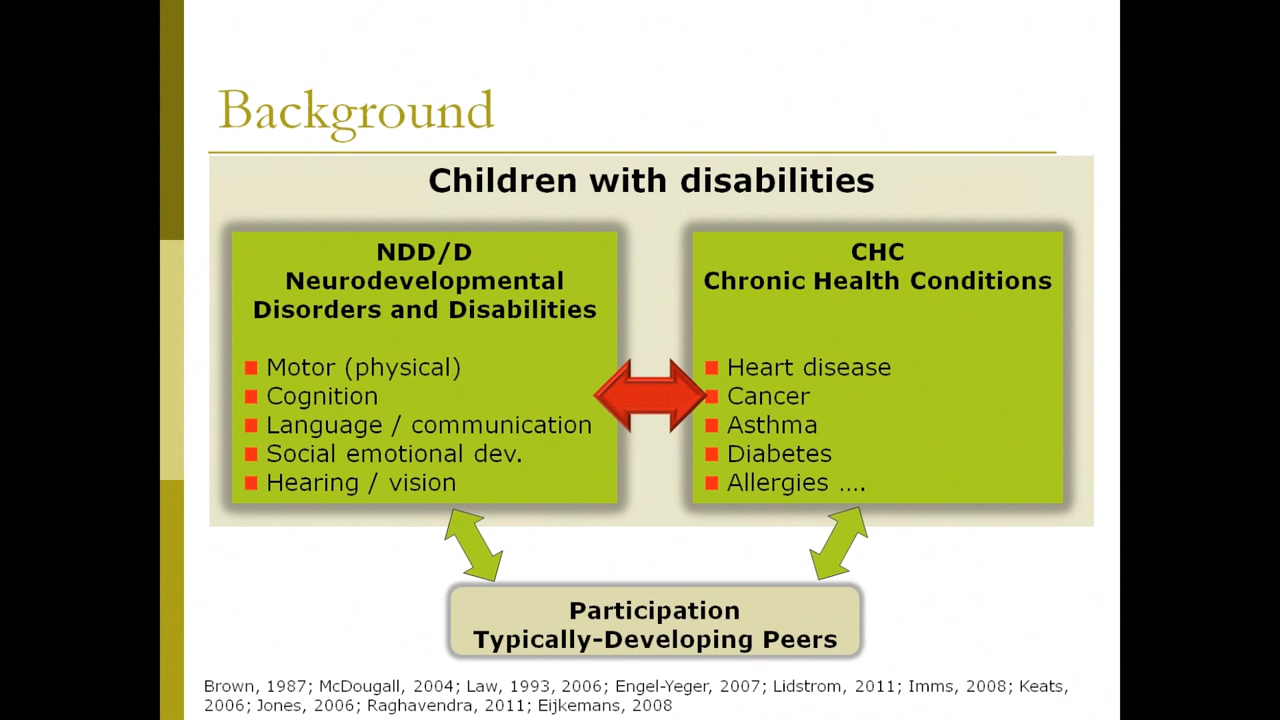 Background
Children with disabilities
NDD/D
Neurodevelopmental
Disorders and Disabilities
Motor (physical)
Cognition
Language / communication
Social emotional dev.
Hearing / vision
CHC
Chronic Health Conditions
Heart disease
Cancer
Asthma
Diabetes
Allergies ....
Participation
Typically-Developing Peers
Brown, 1987; McDougall, 2004; Law, 1993, 2006; Engel-Yeger, 2007; Lidstrom, 2011; Imms, 2008; Keats,
2006; Jones, 2006; Raghavendra, 2011; Eijkemans, 2008